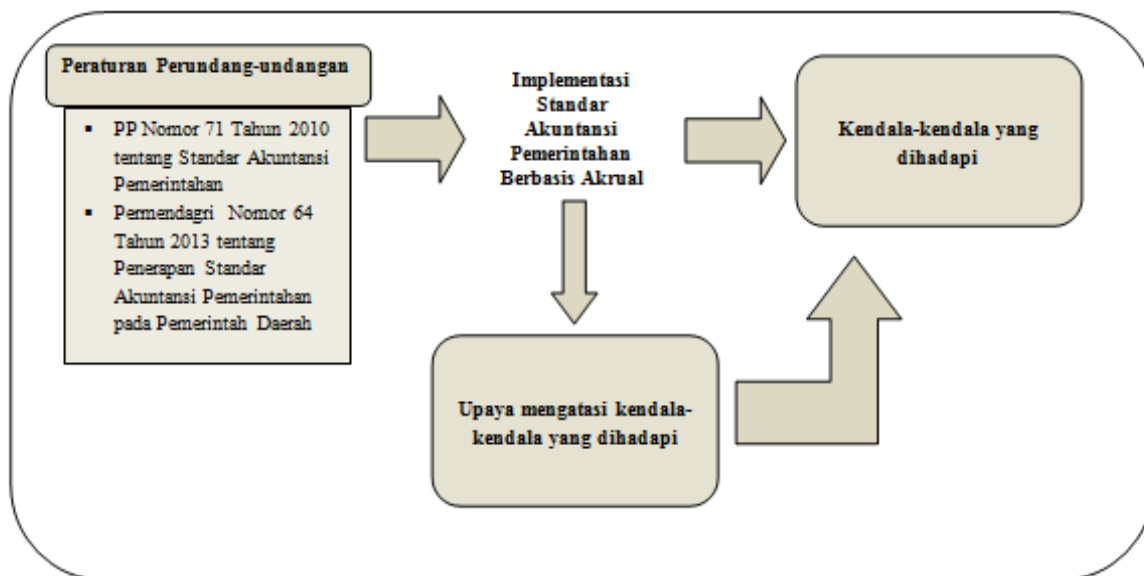 Peraturan Perundang-undangan
▪ PP Nomor 71 Tahun 2010
tentang Standar Akuntansi
Pemerintahan
▪ Permendagri Nomor 64
Tahun 2013 tentang
Penerapan Standar
Akuntansi Pemerintahan
pada Pemerintah Daerah
Implementasi
Standar
Akuntansi
Pemerintahan
Berbasis Akrual
Kendala-kendala yang
dihadapi
Upaya mengatasi kendala-
kendala yang dihadapi